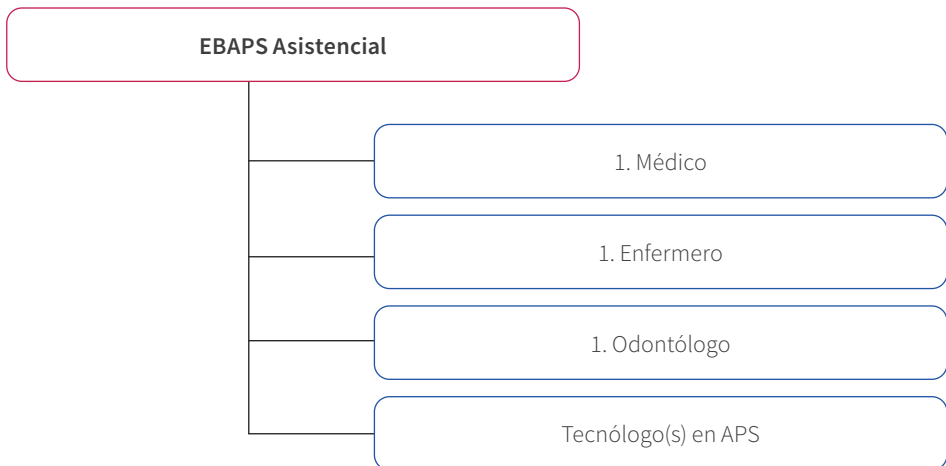 EBAPS Asistencial
1. Médico
1. Enfermero
1. Odontólogo
Tecnólogo(s) en APS